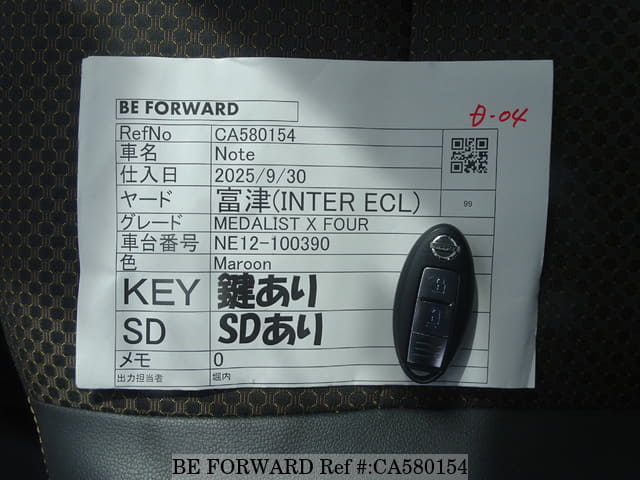 BE FORWARD
日-04
RefNo CA580154
車名 Note
仕入日 2025/9/30
ヤード 富津(INTER ECL) 99
グレード MEDALIST X FOUR
車台番号 NE12-100390
色 Maroon
KEY 鍵あり
SD SDあり
メモ 0
出力担当者 堀内
BE FORWARD Ref #:CA580154